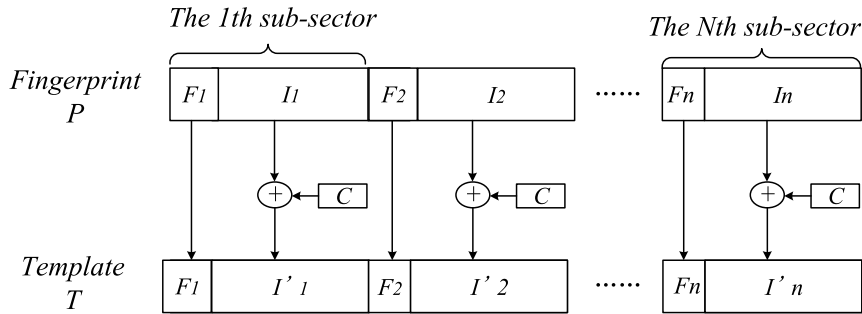 The 1th sub-sector
The Nth sub-sector
Fingerprint
P
F1 I1 F2 I2 ...... Fn In
+ C + C + C
Template
T
F1 I’1 F2 I’2 ...... Fn I’n